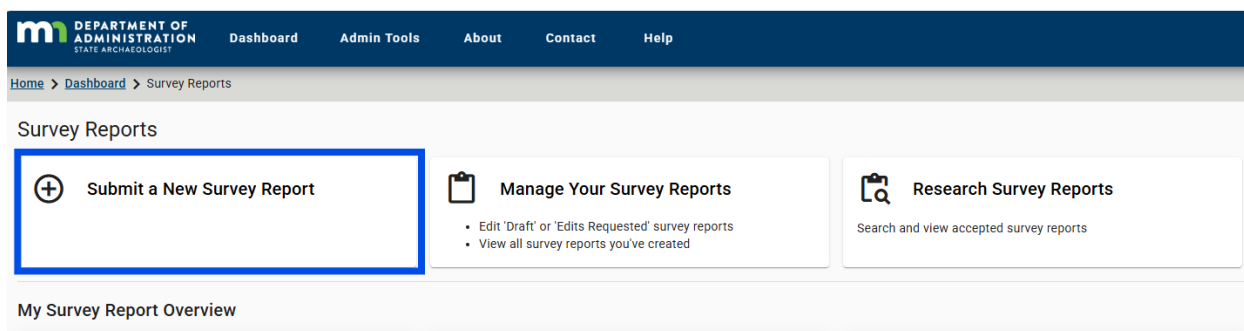 DEPARTMENT OF
ADMINISTRATION
STATE ARCHAEOLOGIST
Dashboard Admin Tools About Contact Help
Home > Dashboard > Survey Reports
Survey Reports
Submit a New Survey Report
Manage Your Survey Reports
• Edit 'Draft' or 'Edits Requested' survey reports
• View all survey reports you've created
Research Survey Reports
Search and view accepted survey reports
My Survey Report Overview